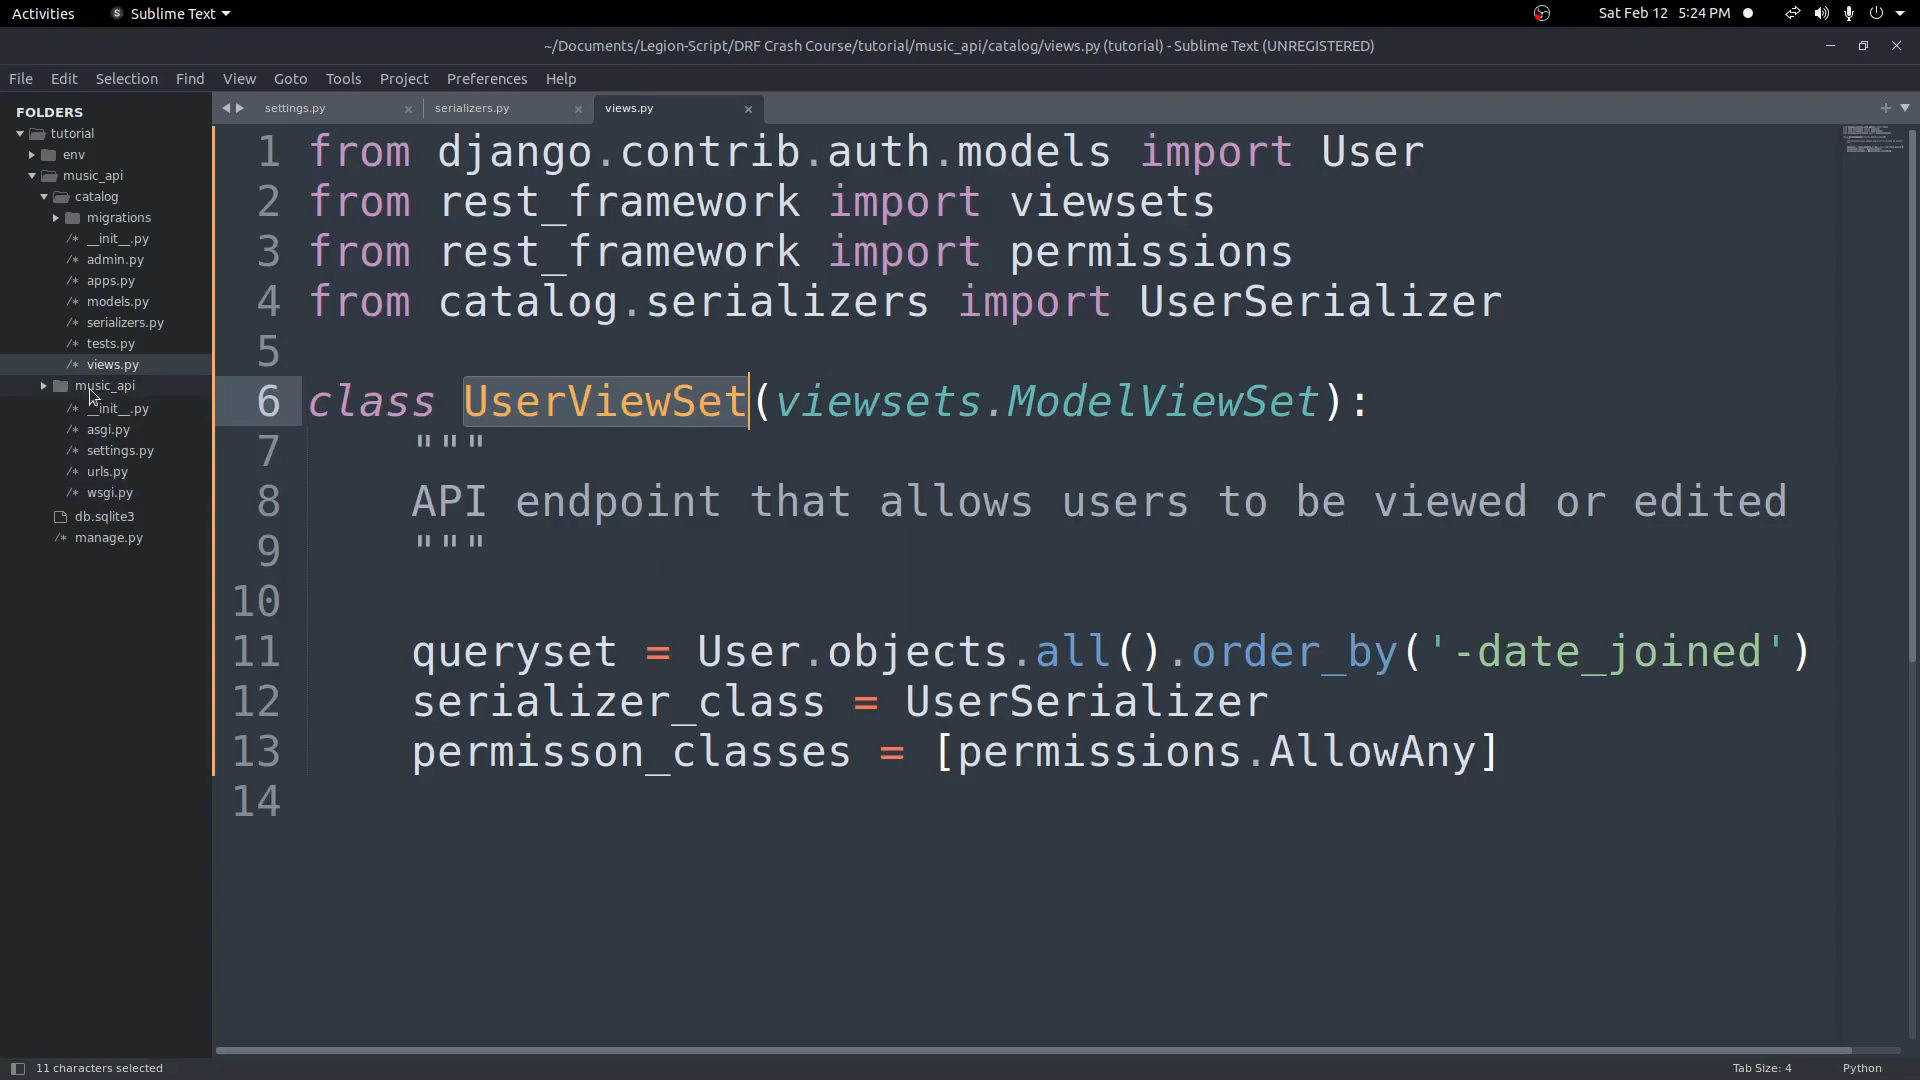 Activities Sublime Text Sat Feb 12 5:24 PM
~/Documents/Legion-Script/DRF Crash Course/tutorial/music_api/catalog/views.py (tutorial) - Sublime Text (UNREGISTERED)
File Edit Selection Find View Goto Tools Project Preferences Help
FOLDERS
tutorial
env
music_api
catalog
migrations
/* __init__.py
/* admin.py
/* apps.py
/* models.py
/* serializers.py
/* tests.py
/* views.py
music_api
/* __init__.py
/* asgi.py
/* settings.py
/* urls.py
/* wsgi.py
db.sqlite3
/* manage.py
settings.py × serializers.py × views.py ×
1 from django.contrib.auth.models import User
2 from rest_framework import viewsets
3 from rest_framework import permissions
4 from catalog.serializers import UserSerializer
5
6 class UserViewSet(viewsets.ModelViewSet):
7 """
8 API endpoint that allows users to be viewed or edited
9 """
10
11 queryset = User.objects.all().order_by('-date_joined')
12 serializer_class = UserSerializer
13 permisson_classes = [permissions.AllowAny]
14
11 characters selected Tab Size: 4 Python